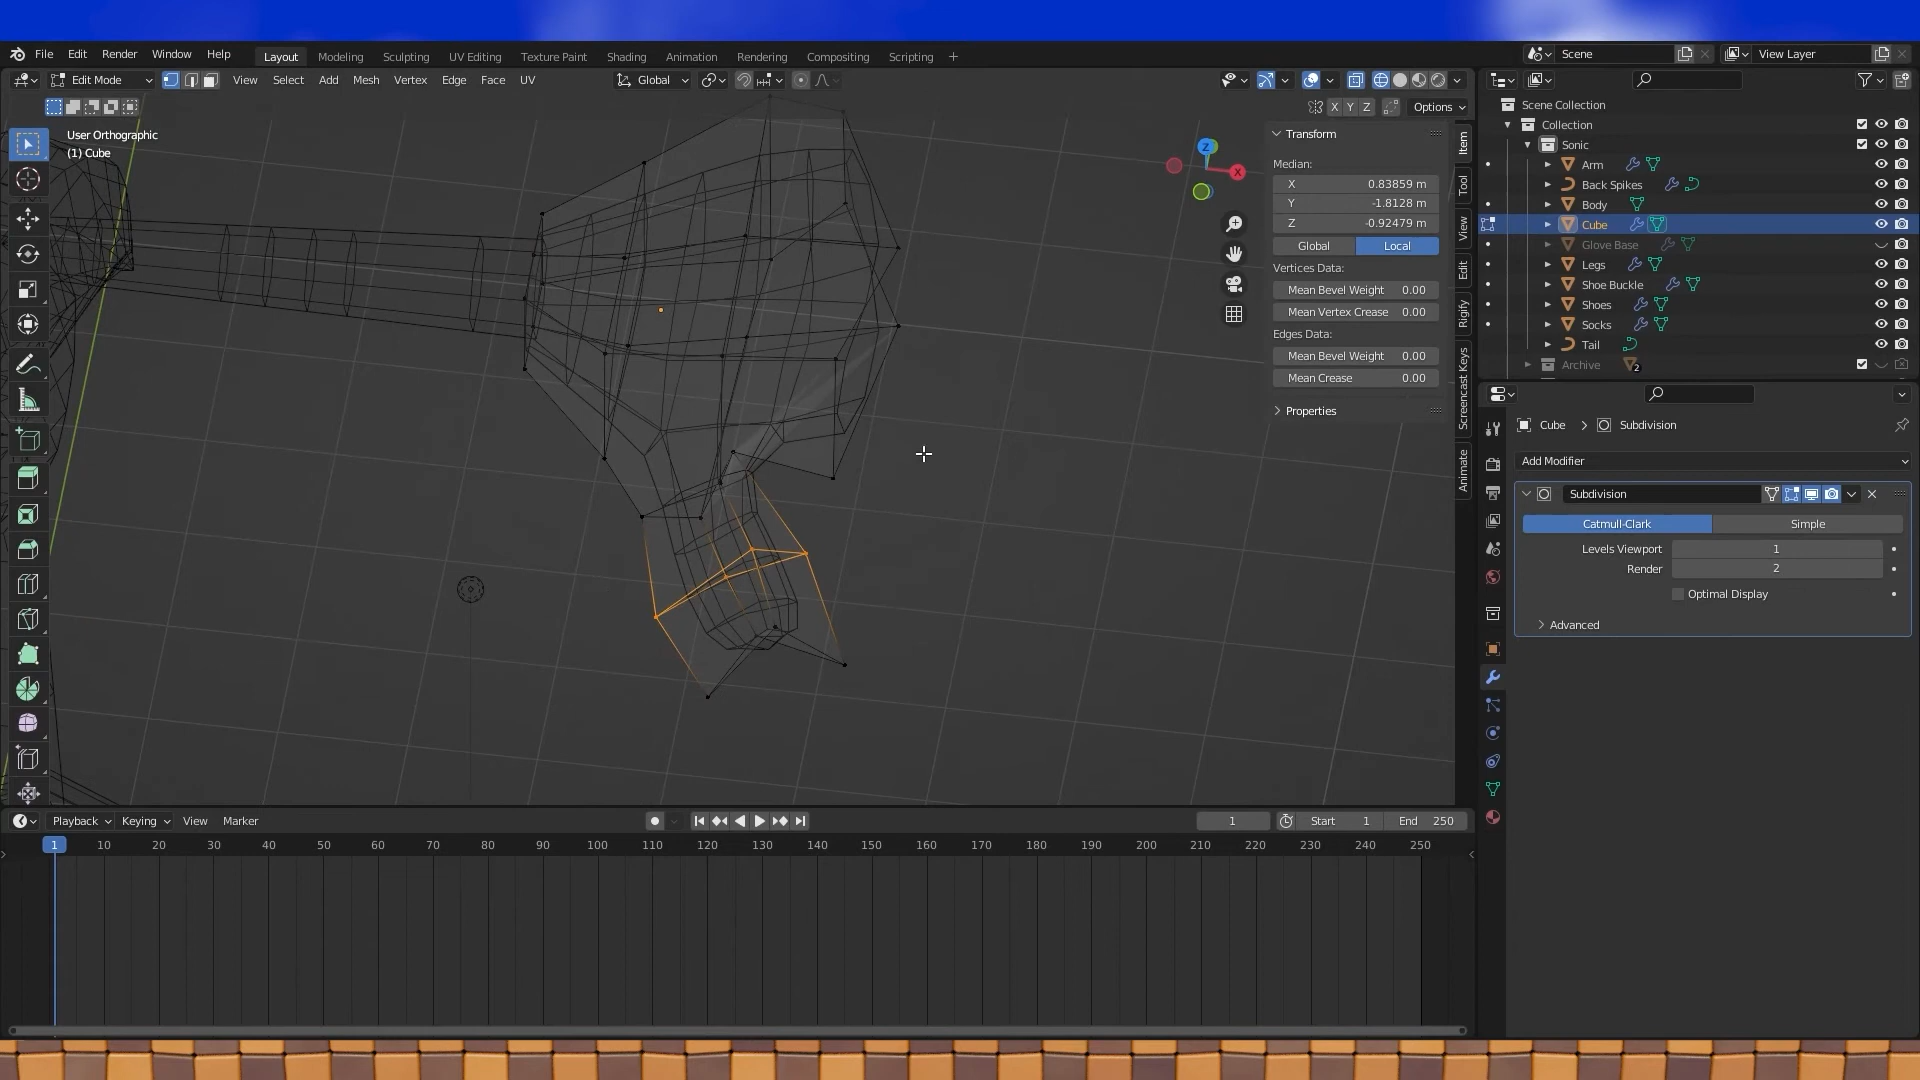 File Edit Render Window Help Layout Modeling Sculpting UV Editing Texture Paint Shading Animation Rendering Compositing Scripting Scene View Layer
Edit Mode View Select Add Mesh Vertex Edge Face UV Global
X Y Z Options
User Orthographic
(1) Cube
Z
X
Transform
Median:
X 0.83859 m
Y -1.8128 m
Z -0.92479 m
Global Local
Vertices Data:
Mean Bevel Weight 0.00
Mean Vertex Crease 0.00
Edges Data:
Mean Bevel Weight 0.00
Mean Crease 0.00
Properties
Item
Tool
View
Edit
Rigify
Screencast Keys
Animate
Scene Collection
Collection
Sonic
Arm
Back Spikes
Body
Cube
Glove Base
Legs
Shoe Buckle
Shoes
Socks
Tail
Archive 2
Cube Subdivision
Add Modifier
Subdivision
Catmull-Clark Simple
Levels Viewport 1
Render 2
Optimal Display
Advanced
Playback Keying View Marker 1 Start 1 End 250
1 10 20 30 40 50 60 70 80 90 100 110 120 130 140 150 160 170 180 190 200 210 220 230 240 250